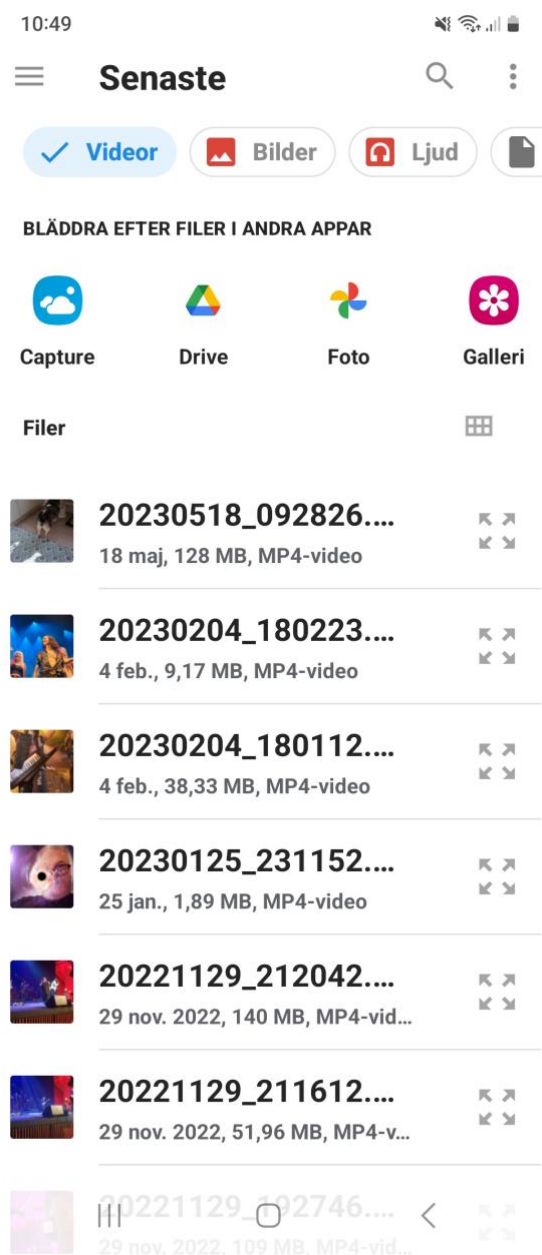 10:49
Senaste
Videor
Bilder
Ljud
BLÄDDRA EFTER FILER I ANDRA APPAR
Capture
Drive
Foto
Galleri
Filer
20230518_092826....
18 maj, 128 MB, MP4-video
20230204_180223....
4 feb., 9,17 MB, MP4-video
20230204_180112....
4 feb., 38,33 MB, MP4-video
20230125_231152....
25 jan., 1,89 MB, MP4-video
20221129_212042....
29 nov. 2022, 140 MB, MP4-vid...
20221129_211612....
29 nov. 2022, 51,96 MB, MP4-v...
20221129_192746....
29 nov. 2022, 109 MB, MP4-vid...